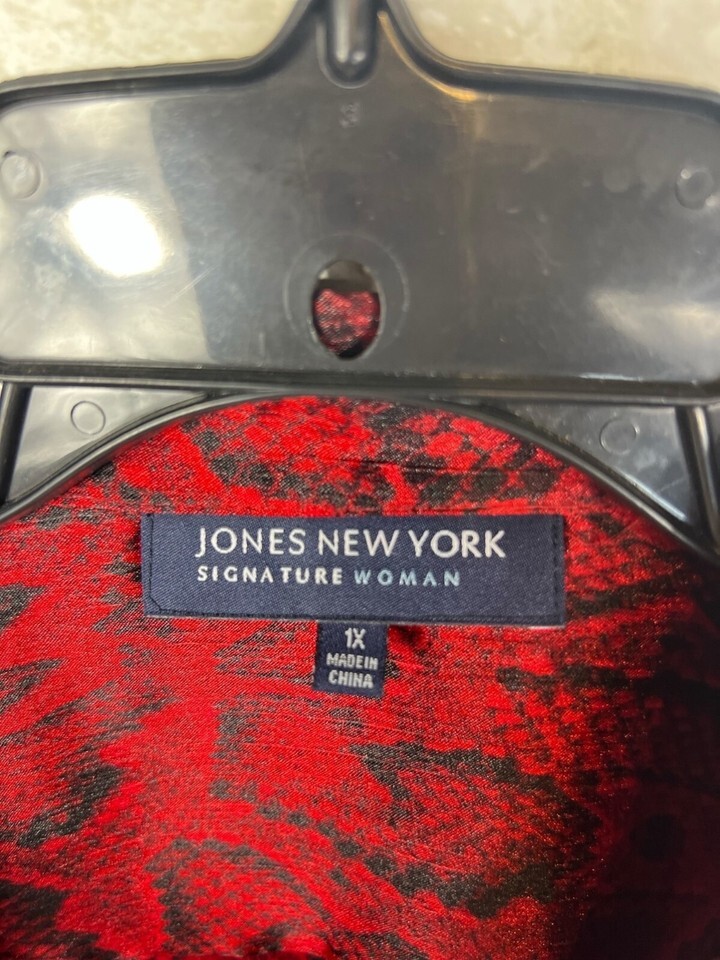 JONES NEW YORK
SIGNATURE WOMAN
1X
MADE IN
CHINA